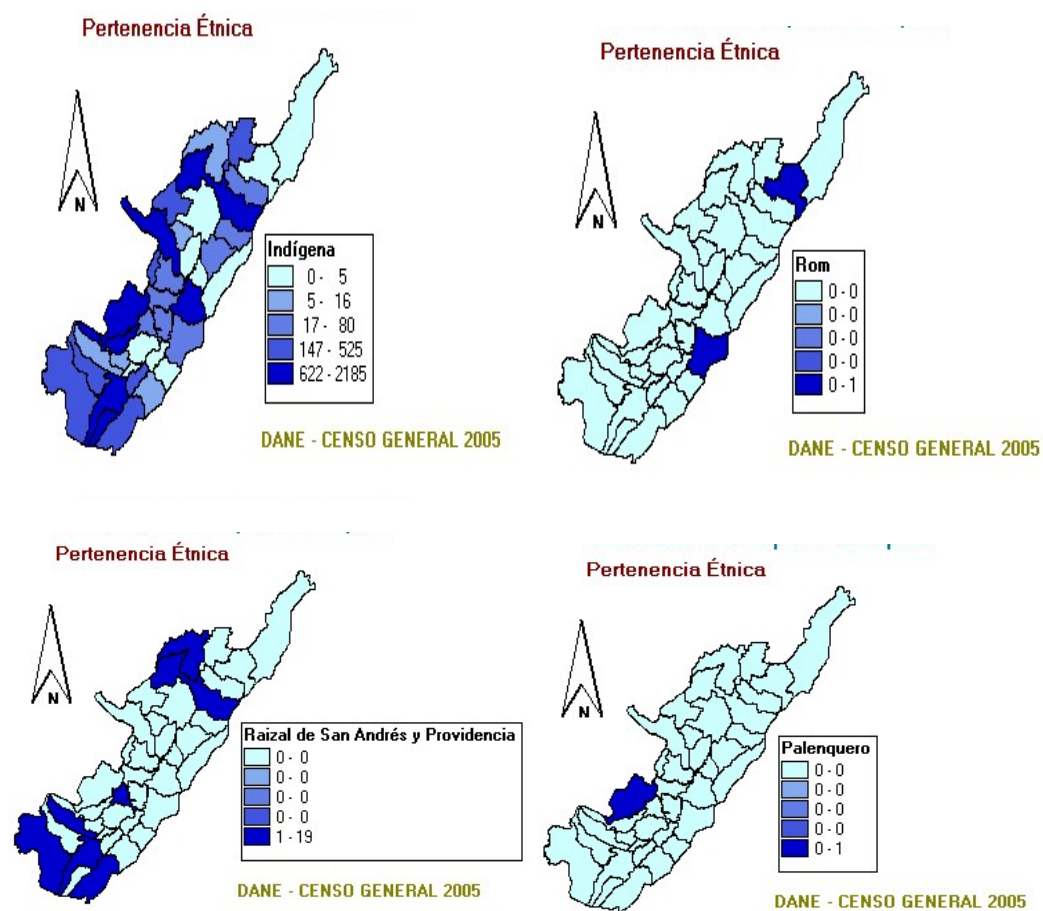 Pertenencia Étnica
N
Indígena
0 - 5
5 - 16
17 - 80
147 - 525
622 - 2185
DANE - CENSO GENERAL 2005
Pertenencia Étnica
N
Rom
0 - 0
0 - 0
0 - 0
0 - 0
0 - 1
DANE - CENSO GENERAL 2005
Pertenencia Étnica
N
Raizal de San Andrés y Providencia
0 - 0
0 - 0
0 - 0
0 - 0
1 - 19
DANE - CENSO GENERAL 2005
Pertenencia Étnica
N
Palenquero
0 - 0
0 - 0
0 - 0
0 - 0
0 - 1
DANE - CENSO GENERAL 2005